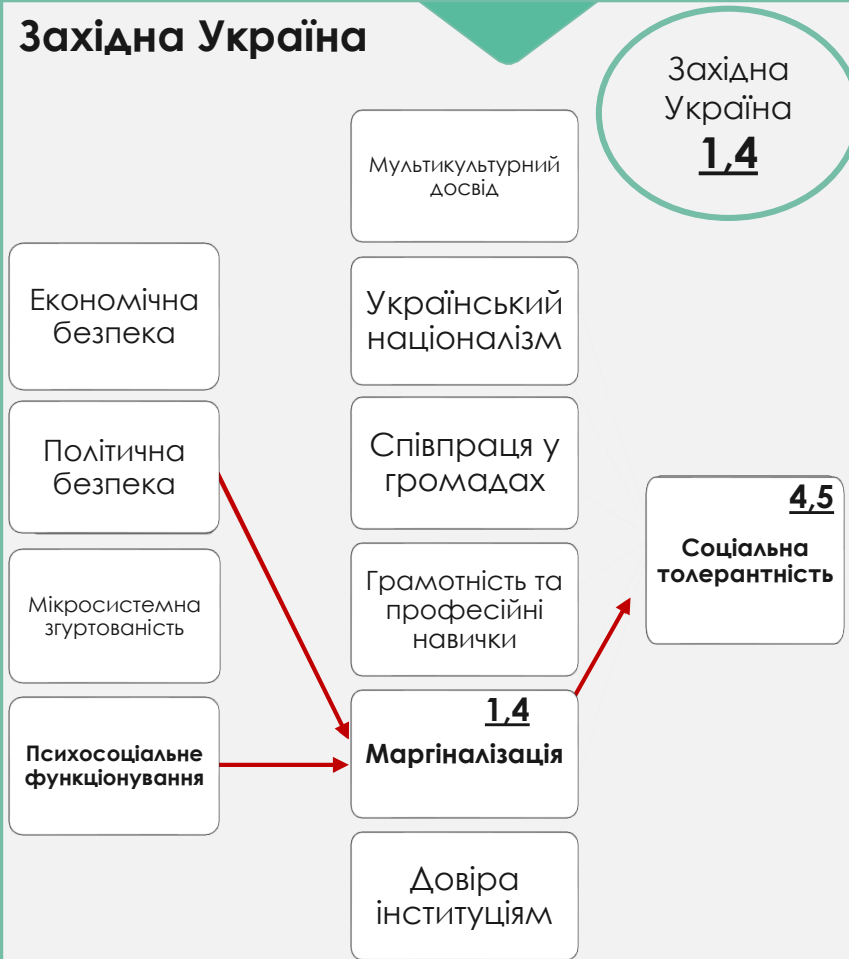 Західна Україна
Західна
Україна
1,4
Мультикультурний
досвід
Економічна
безпека
Український
націоналізм
Політична
безпека
Співпраця у
громадах
4,5
Соціальна
толерантність
Мікросистемна
згуртованість
Грамотність та
професійні
навички
Психосоціальне
функціонування
1,4
Маргіналізація
Довіра
інституціям